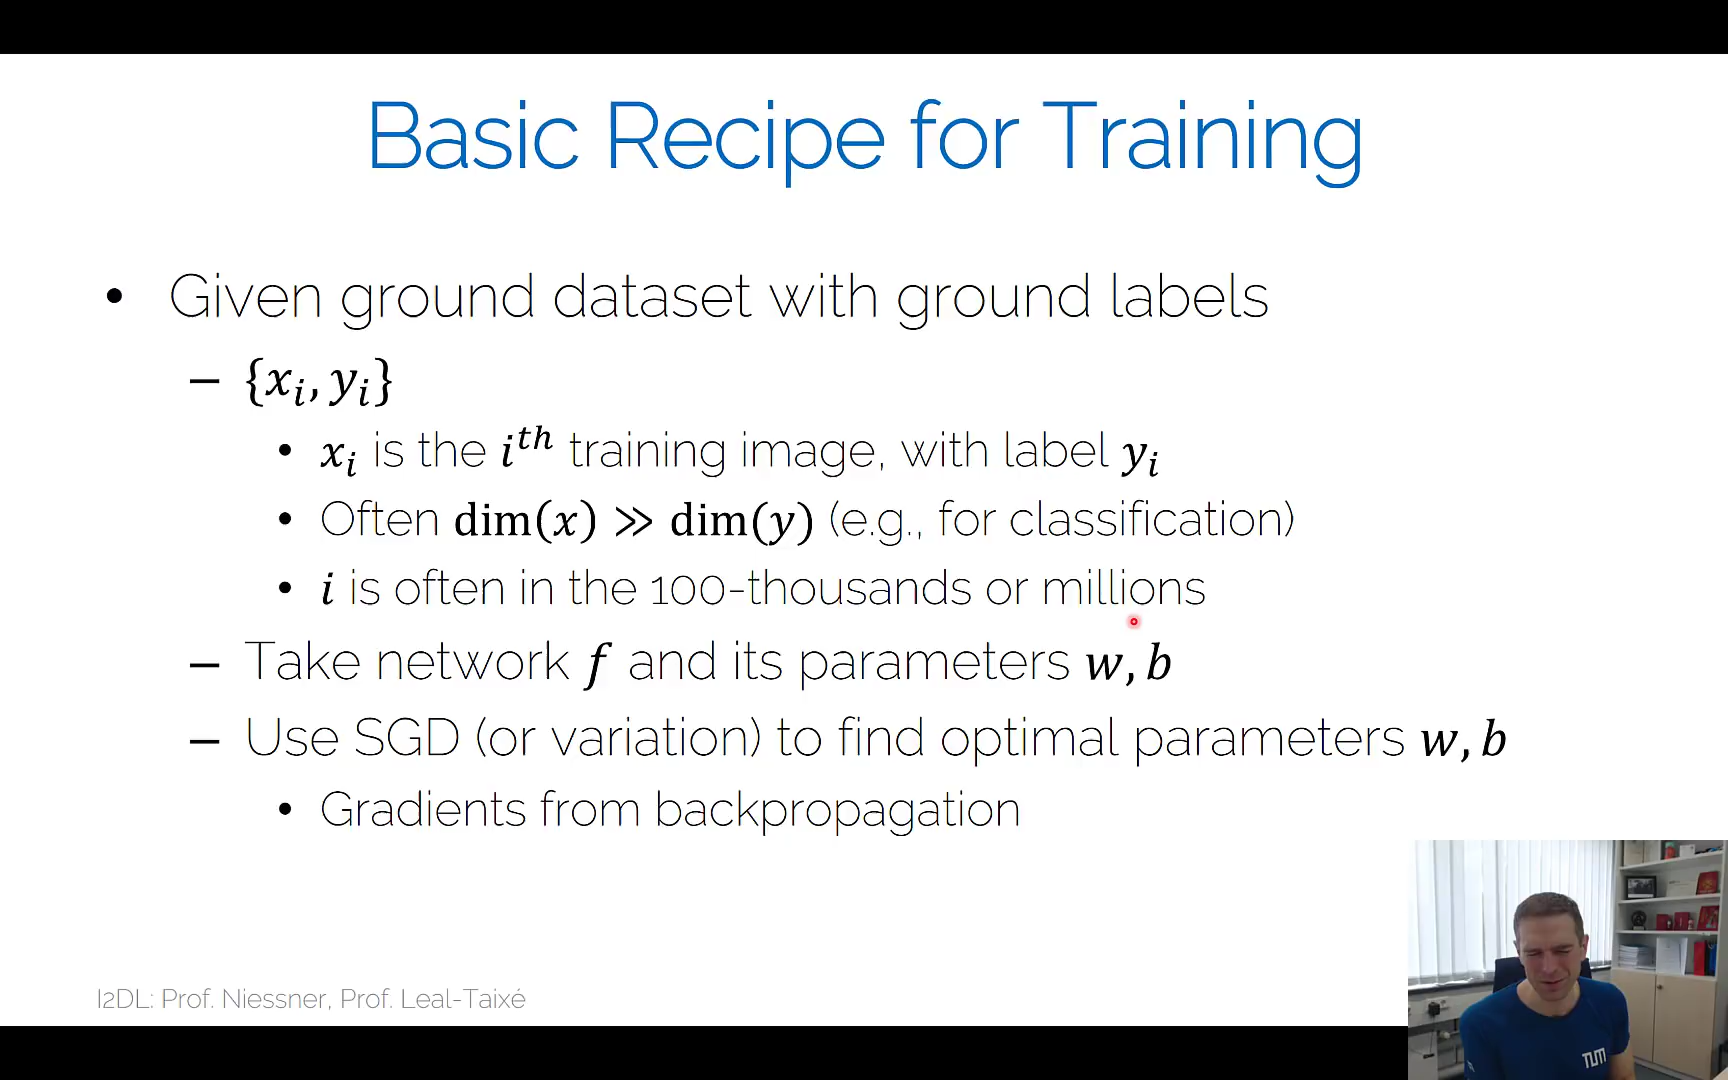 Basic Recipe for Training
• Given ground dataset with ground labels
– {xᵢ, yᵢ}
• xᵢ is the iᵗʰ training image, with label yᵢ
• Often dim(x) ≫ dim(y) (e.g., for classification)
• i is often in the 100-thousands or millions
– Take network f and its parameters w, b
– Use SGD (or variation) to find optimal parameters w, b
• Gradients from backpropagation
I2DL: Prof. Niessner, Prof. Leal-Taixé
TUM